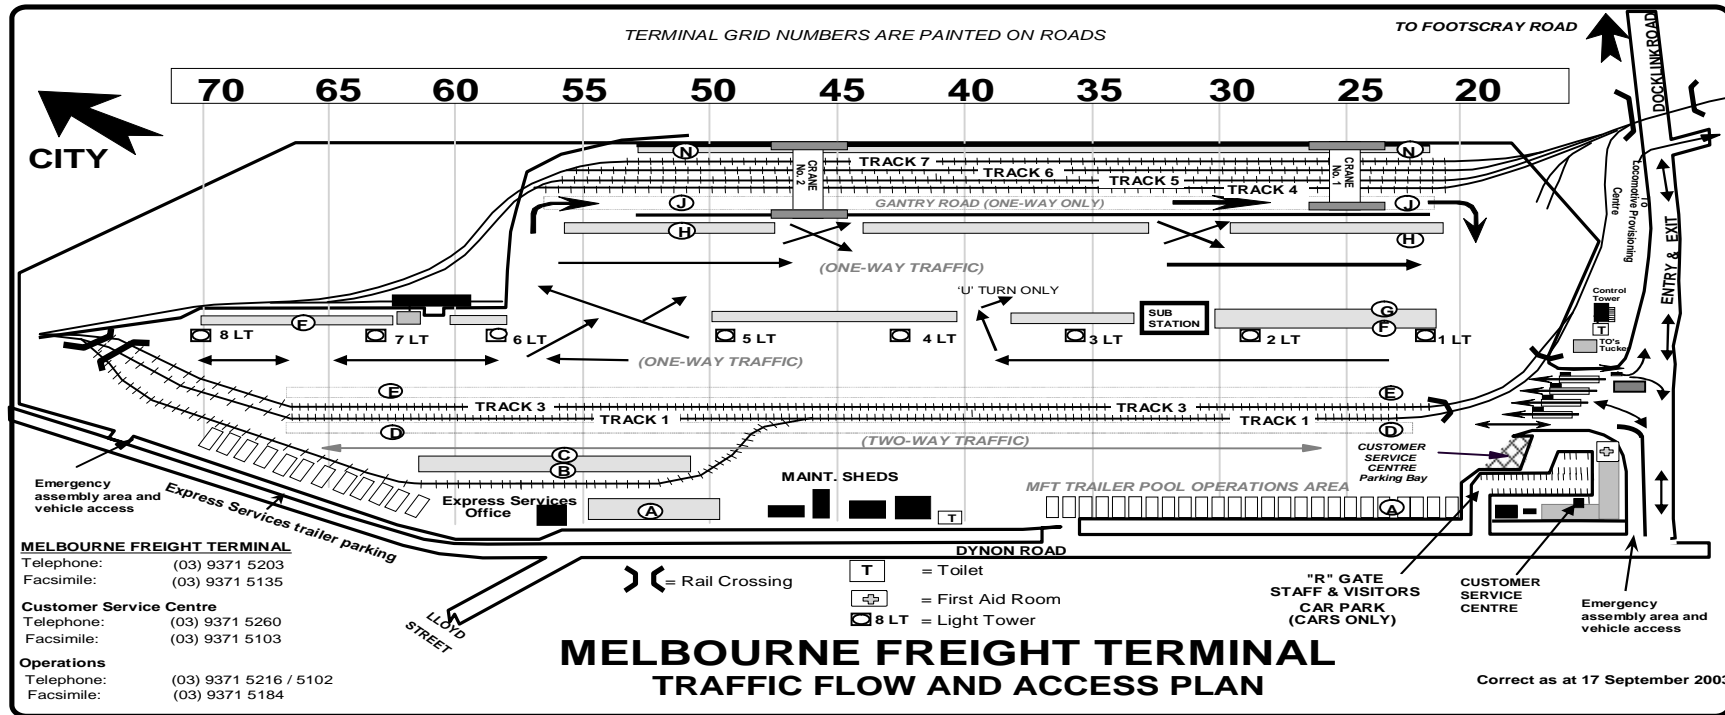 TERMINAL GRID NUMBERS ARE PAINTED ON ROADS
TO FOOTSCRAY ROAD
DOCKLINK ROAD
70 65 60 55 50 45 40 35 30 25 20
CITY
N
N
TRACK 7
TRACK 6
TRACK 5
TRACK 4
CRANE
No. 2
CRANE
No. 1
J
GANTRY ROAD (ONE-WAY ONLY)
J
H
H
(ONE-WAY TRAFFIC)
TO
Locomotive Provisioning
Centre
ENTRY & EXIT
'U' TURN ONLY
SUB
STATION
G
F
F
8 LT
7 LT
6 LT
5 LT
4 LT
3 LT
2 LT
1 LT
Control
Tower
T
TO's
Tucker
(ONE-WAY TRAFFIC)
E
E
TRACK 3
TRACK 3
TRACK 1
TRACK 1
D
D
(TWO-WAY TRAFFIC)
C
B
CUSTOMER
SERVICE
CENTRE
Parking Bay
MAINT. SHEDS
MFT TRAILER POOL OPERATIONS AREA
Express Services
Office
A
T
A
Emergency
assembly area and
vehicle access
Express Services trailer parking
DYNON ROAD
LLOYD
STREET
MELBOURNE FREIGHT TERMINAL
Telephone: (03) 9371 5203
Facsimile: (03) 9371 5135
Customer Service Centre
Telephone: (03) 9371 5260
Facsimile: (03) 9371 5103
Operations
Telephone: (03) 9371 5216 / 5102
Facsimile: (03) 9371 5184
= Rail Crossing
T = Toilet
= First Aid Room
8 LT = Light Tower
"R" GATE
STAFF & VISITORS
CAR PARK
(CARS ONLY)
CUSTOMER
SERVICE
CENTRE
Emergency
assembly area and
vehicle access
MELBOURNE FREIGHT TERMINAL
TRAFFIC FLOW AND ACCESS PLAN
Correct as at 17 September 2003